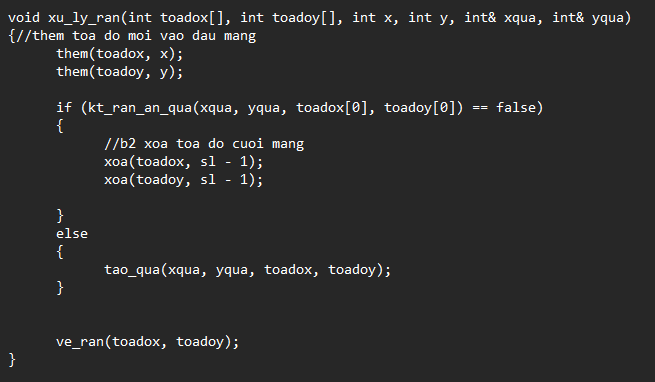 void xu_ly_ran(int toadox[], int toadoy[], int x, int y, int& xqua, int& yqua)
{//them toa do moi vao dau mang
them(toadox, x);
them(toadoy, y);
if (kt_ran_an_qua(xqua, yqua, toadox[0], toadoy[0]) == false)
{
//b2 xoa toa do cuoi mang
xoa(toadox, sl - 1);
xoa(toadoy, sl - 1);
}
else
{
tao_qua(xqua, yqua, toadox, toadoy);
}
ve_ran(toadox, toadoy);
}